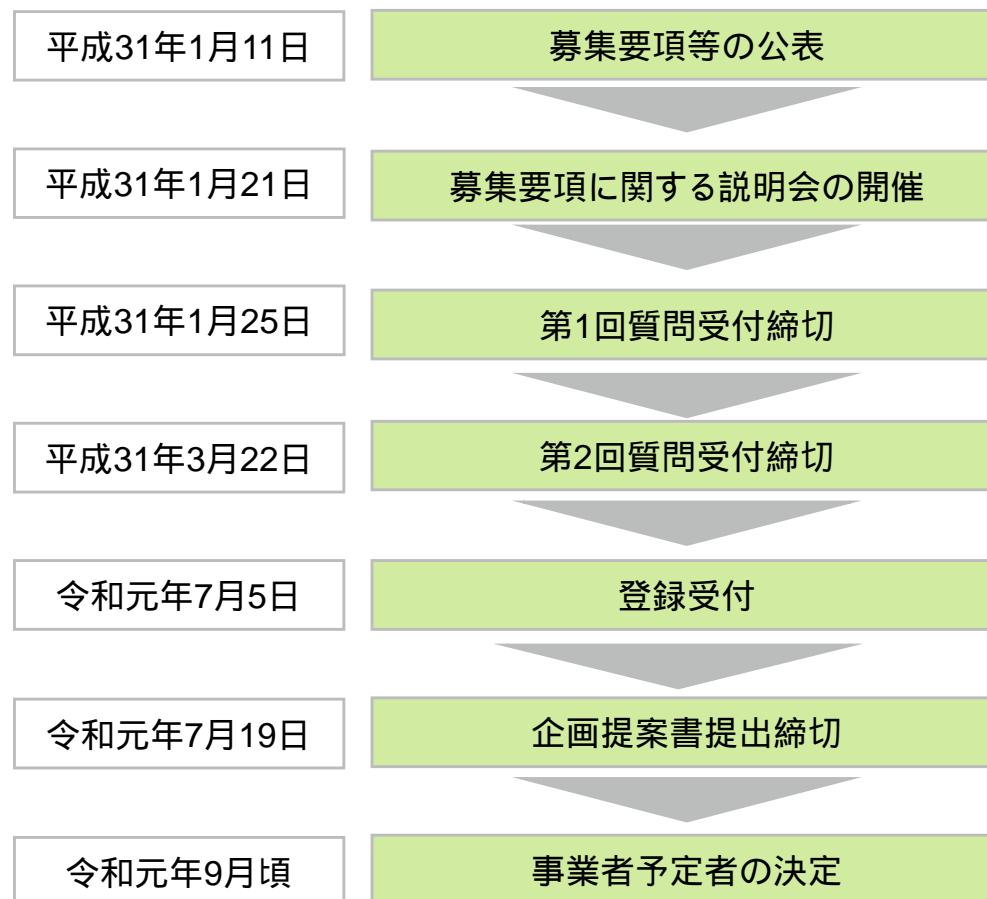 平成31年1月11日
募集要項等の公表
平成31年1月21日
募集要項に関する説明会の開催
平成31年1月25日
第1回質問受付締切
平成31年3月22日
第2回質問受付締切
令和元年7月5日
登録受付
令和元年7月19日
企画提案書提出締切
令和元年9月頃
事業者予定者の決定